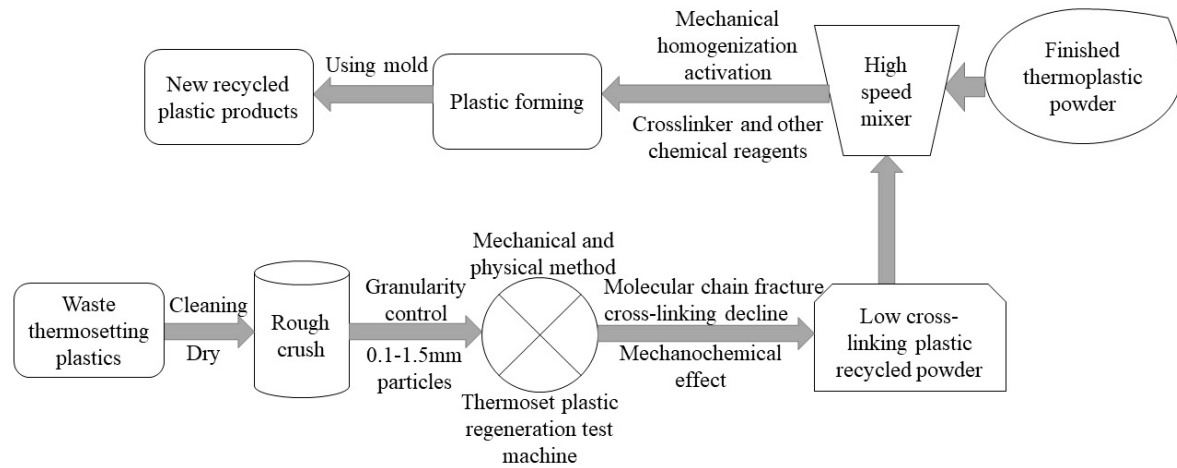 New recycled
plastic products
Using mold
Plastic forming
Mechanical
homogenization
activation
Crosslinker and other
chemical reagents
High
speed
mixer
Finished
thermoplastic
powder
Waste
thermosetting
plastics
Cleaning
Dry
Rough
crush
Granularity
control
0.1-1.5mm
particles
Mechanical and
physical method
Thermoset plastic
regeneration test
machine
Molecular chain fracture
cross-linking decline
Mechanochemical
effect
Low cross-
linking plastic
recycled powder